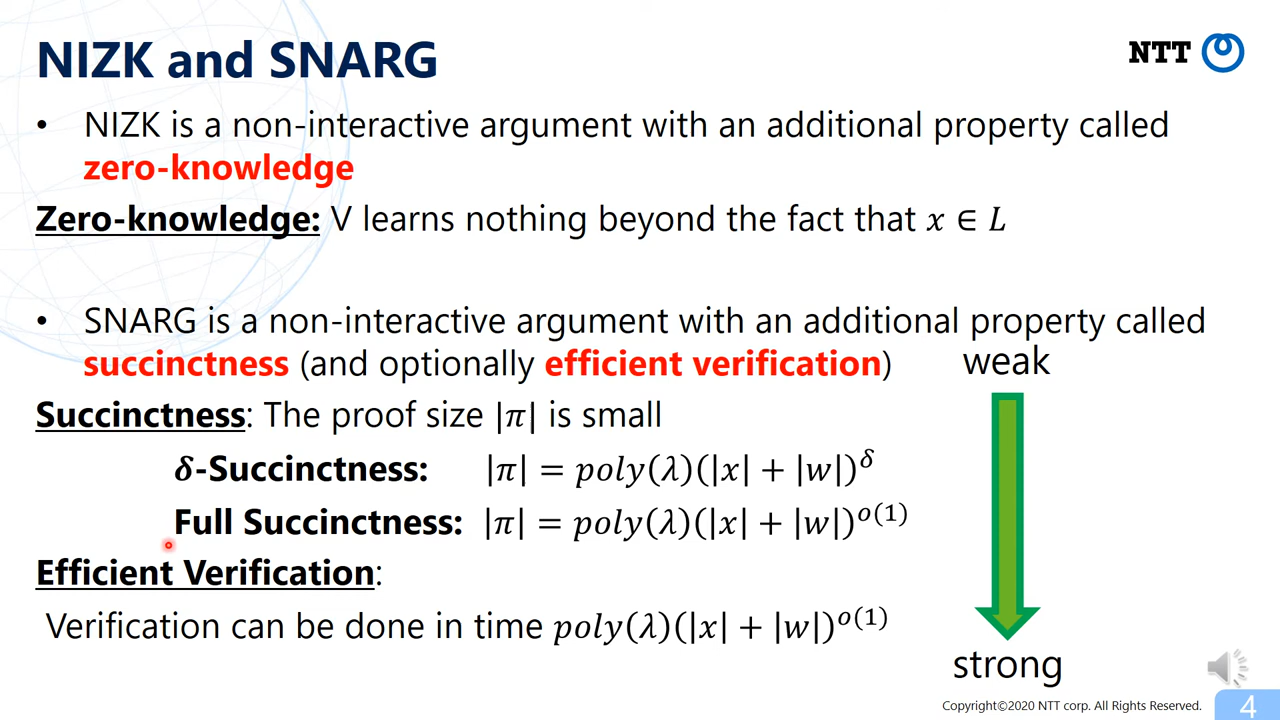 NIZK and SNARG
NTT
• NIZK is a non-interactive argument with an additional property called
zero-knowledge
Zero-knowledge: V learns nothing beyond the fact that x ∈ L
• SNARG is a non-interactive argument with an additional property called
succinctness (and optionally efficient verification)
weak
Succinctness: The proof size |π| is small
δ-Succinctness: |π| = poly(λ)(|x| + |w|)^δ
Full Succinctness: |π| = poly(λ)(|x| + |w|)^o(1)
Efficient Verification:
Verification can be done in time poly(λ)(|x| + |w|)^o(1)
strong
Copyright©2020 NTT corp. All Rights Reserved.
4